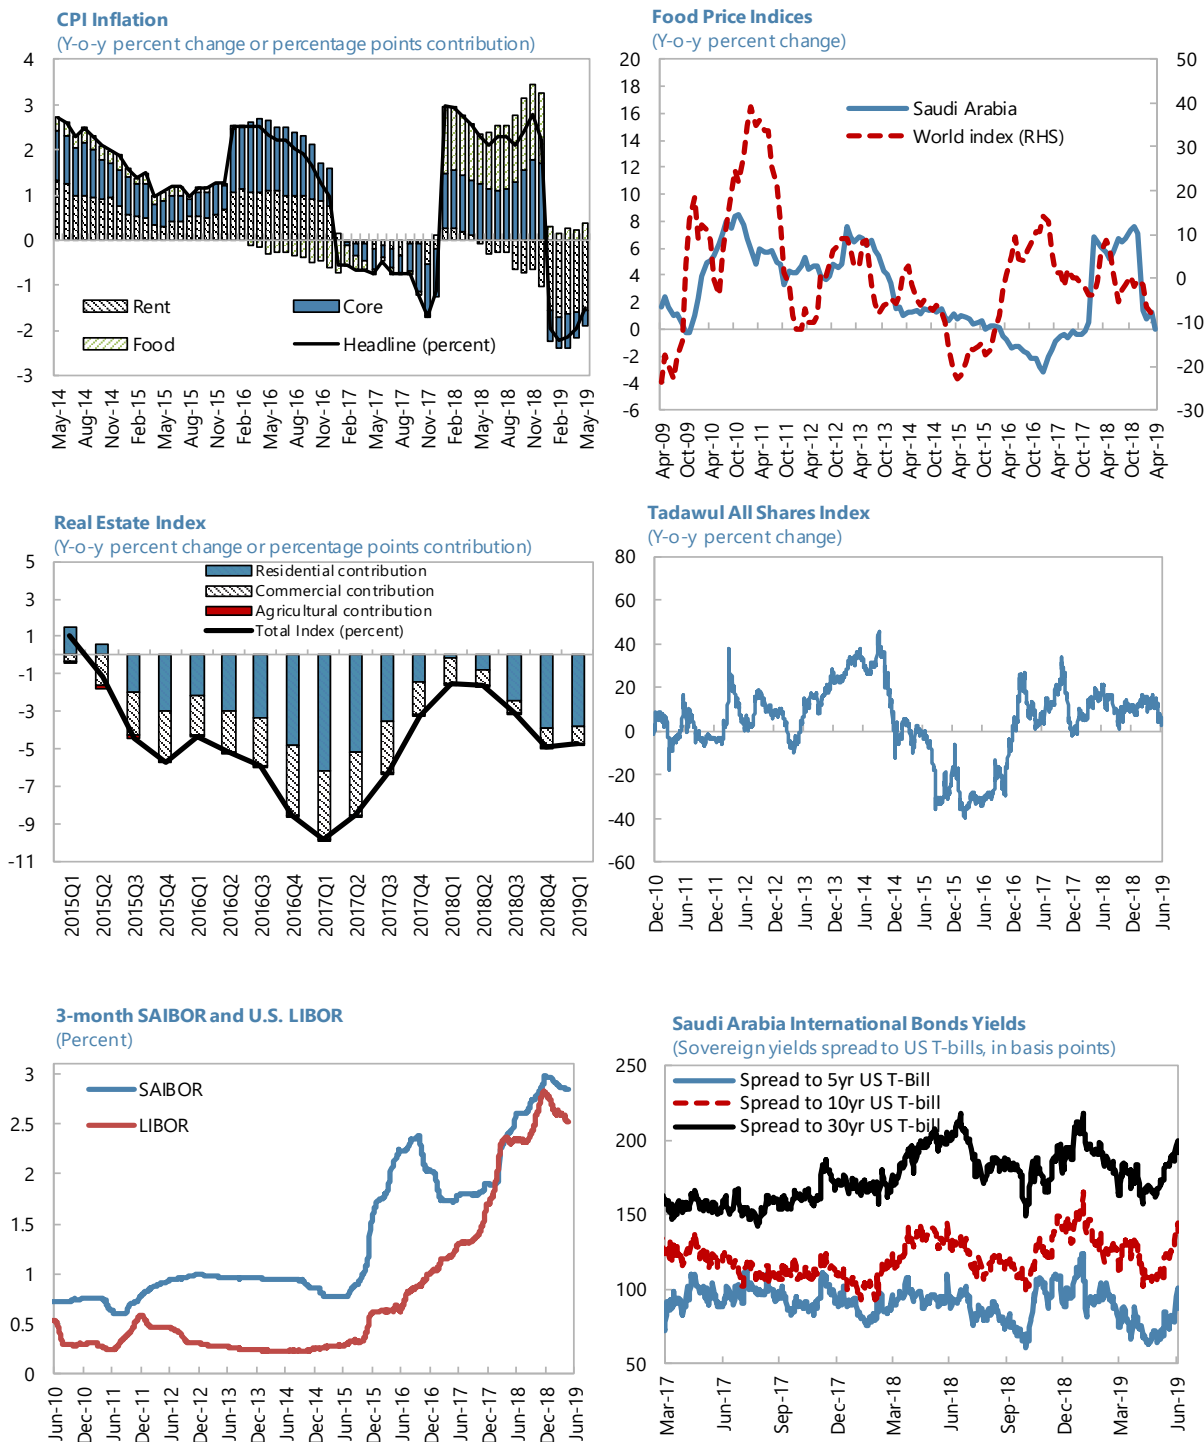 CPI Inflation
(Y-o-y percent change or percentage points contribution)
4
3
2
1
0
-1
-2
-3
Rent
Core
Food
Headline (percent)
May-14
Aug-14
Nov-14
Feb-15
May-15
Aug-15
Nov-15
Feb-16
May-16
Aug-16
Nov-16
Feb-17
May-17
Aug-17
Nov-17
Feb-18
May-18
Aug-18
Nov-18
Feb-19
May-19
Food Price Indices
(Y-o-y percent change)
20
18
16
14
12
10
8
6
4
2
0
-2
-4
-6
50
40
30
20
10
0
-10
-20
-30
Saudi Arabia
World index (RHS)
Apr-09
Oct-09
Apr-10
Oct-10
Apr-11
Oct-11
Apr-12
Oct-12
Apr-13
Oct-13
Apr-14
Oct-14
Apr-15
Oct-15
Apr-16
Oct-16
Apr-17
Oct-17
Apr-18
Oct-18
Apr-19
Real Estate Index
(Y-o-y percent change or percentage points contribution)
5
3
1
-1
-3
-5
-7
-9
-11
Residential contribution
Commercial contribution
Agricultural contribution
Total Index (percent)
2015Q1
2015Q2
2015Q3
2015Q4
2016Q1
2016Q2
2016Q3
2016Q4
2017Q1
2017Q2
2017Q3
2017Q4
2018Q1
2018Q2
2018Q3
2018Q4
2019Q1
Tadawul All Shares Index
(Y-o-y percent change)
80
60
40
20
0
-20
-40
-60
Dec-10
Jun-11
Dec-11
Jun-12
Dec-12
Jun-13
Dec-13
Jun-14
Dec-14
Jun-15
Dec-15
Jun-16
Dec-16
Jun-17
Dec-17
Jun-18
Dec-18
Jun-19
3-month SAIBOR and U.S. LIBOR
(Percent)
3
2.5
2
1.5
1
0.5
0
SAIBOR
LIBOR
Jun-10
Dec-10
Jun-11
Dec-11
Jun-12
Dec-12
Jun-13
Dec-13
Jun-14
Dec-14
Jun-15
Dec-15
Jun-16
Dec-16
Jun-17
Dec-17
Jun-18
Dec-18
Jun-19
Saudi Arabia International Bonds Yields
(Sovereign yields spread to US T-bills, in basis points)
250
200
150
100
50
Spread to 5yr US T-Bill
Spread to 10yr US T-bill
Spread to 30yr US T-bill
Mar-17
Jun-17
Sep-17
Dec-17
Mar-18
Jun-18
Sep-18
Dec-18
Mar-19
Jun-19